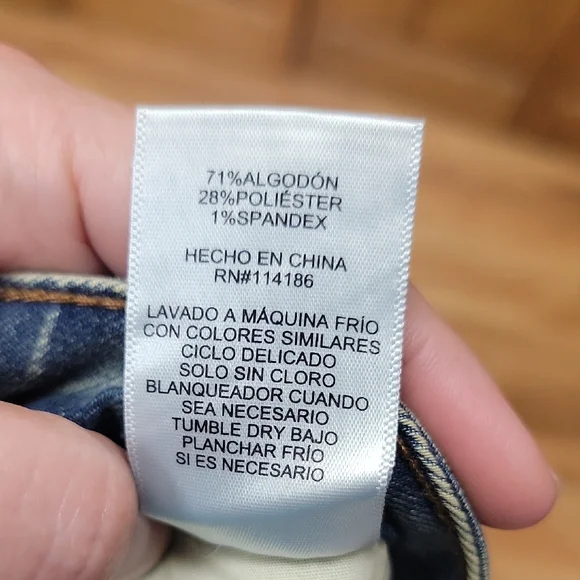 71%ALGODÓN
28%POLIÉSTER
1%SPANDEX
HECHO EN CHINA
RN#114186
LAVADO A MÁQUINA FRÍO
CON COLORES SIMILARES
CICLO DELICADO
SOLO SIN CLORO
BLANQUEADOR CUANDO
SEA NECESARIO
TUMBLE DRY BAJO
PLANCHAR FRÍO
SI ES NECESARIO